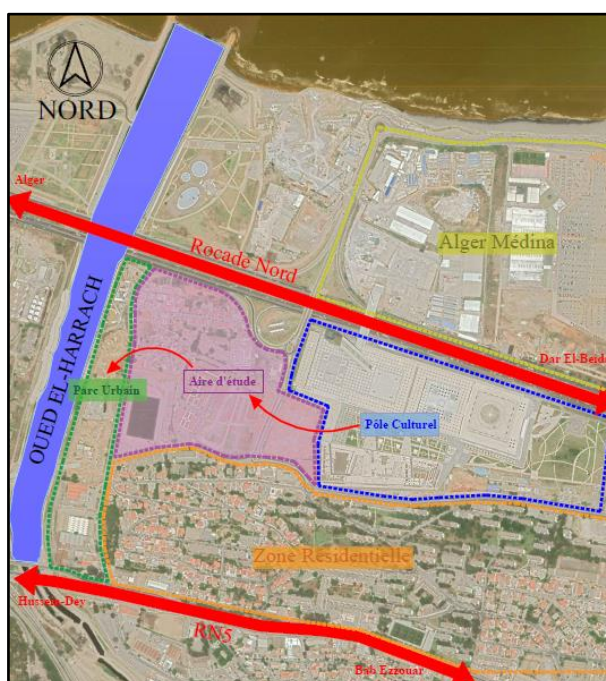 NORD
Alger
Rocade Nord
Alger Médina
OUED EL-HARRACH
Dar El-Beida
Aire d'étude
Parc Urbain
Pôle Culturel
Zone Résidentielle
Hussein-Dey
RN5
Bab Ezzouar